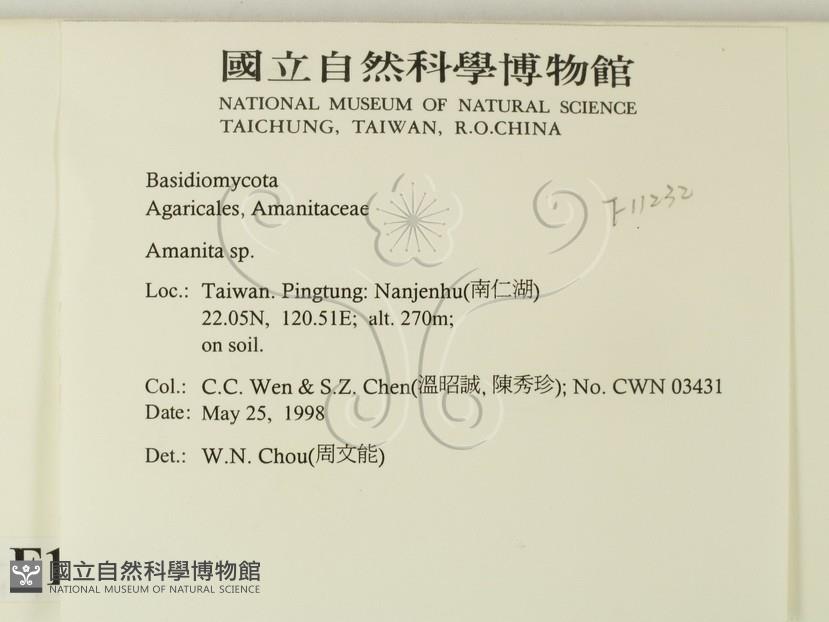 國立自然科學博物館
NATIONAL MUSEUM OF NATURAL SCIENCE
TAICHUNG, TAIWAN, R.O.CHINA
Basidiomycota
Agaricales, Amanitaceae
F11232
Amanita sp.
Loc.: Taiwan. Pingtung: Nanjenhu(南仁湖)
22.05N, 120.51E; alt. 270m;
on soil.
Col.: C.C. Wen & S.Z. Chen(溫昭誠, 陳秀珍); No. CWN 03431
Date: May 25, 1998
Det.: W.N. Chou(周文能)
國立自然科學博物館
NATIONAL MUSEUM OF NATURAL SCIENCE